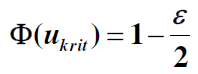 Φ(u_krit) = 1 − ε/2